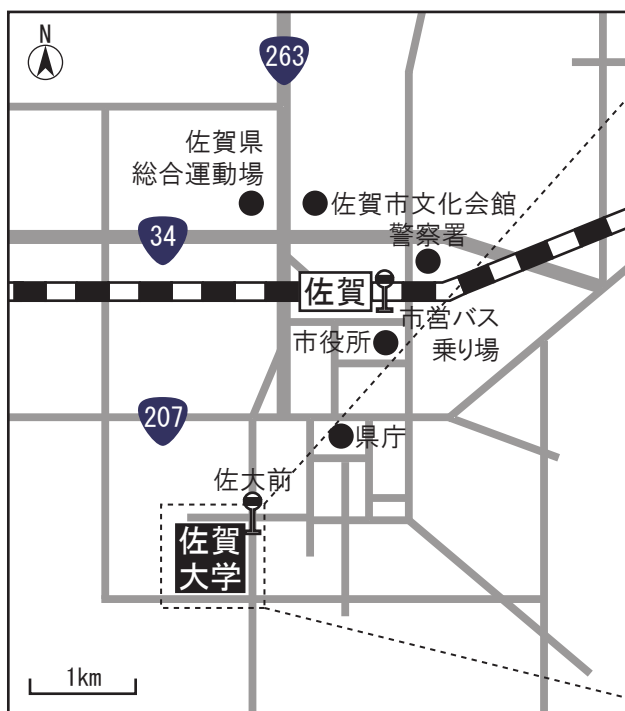 N
263
佐賀県
総合運動場
佐賀市文化会館
警察署
34
佐賀
市営バス
乗り場
市役所
207
県庁
佐大前
佐賀
大学
1km